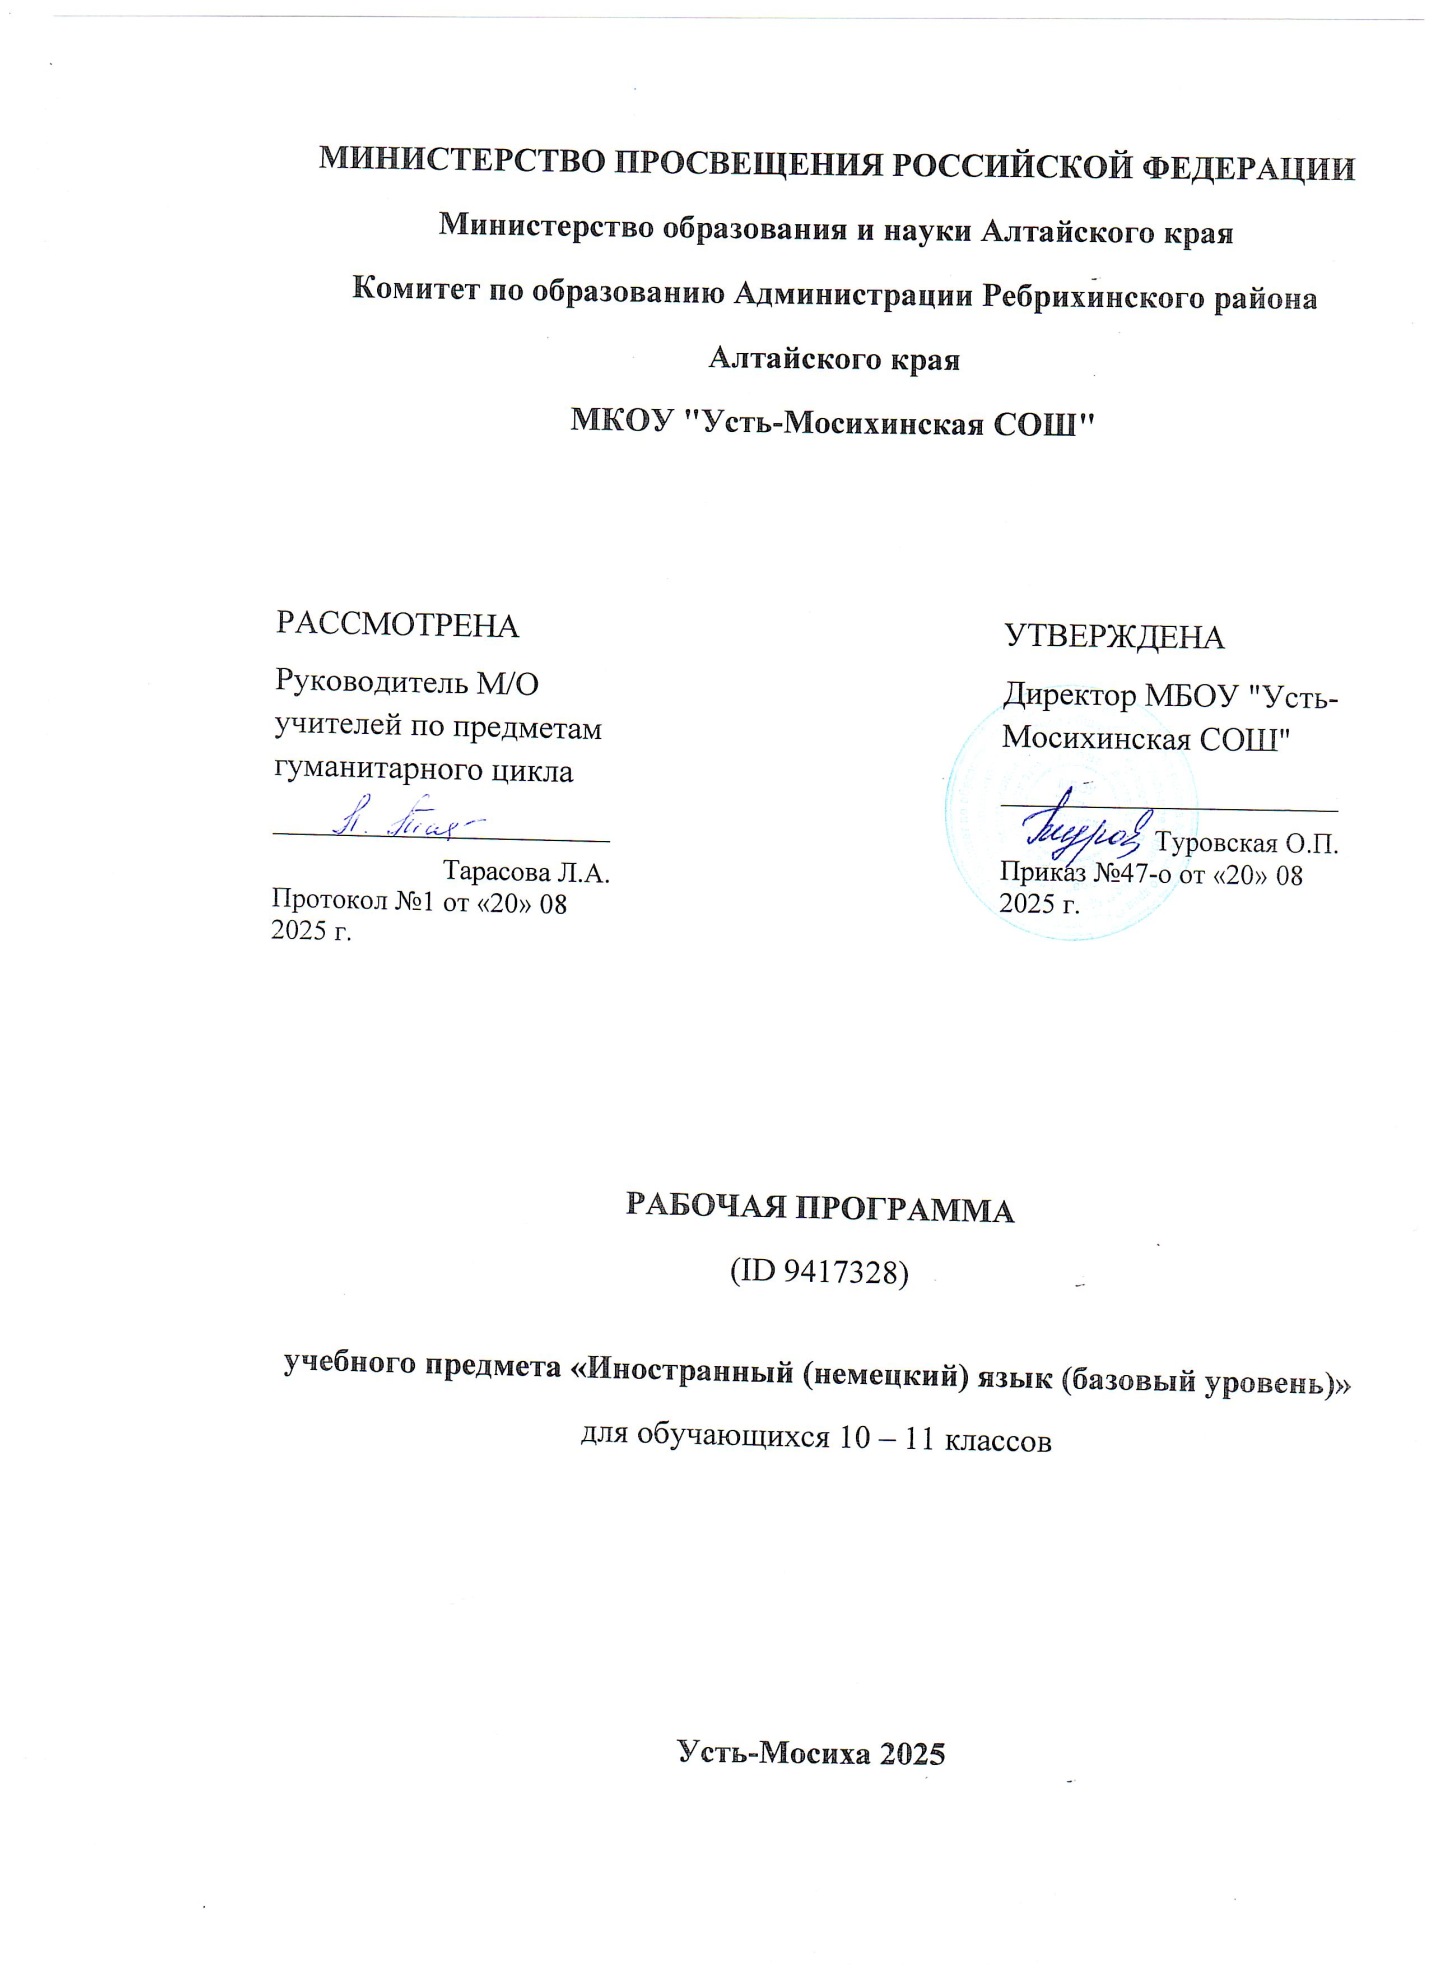 МИНИСТЕРСТВО ПРОСВЕЩЕНИЯ РОССИЙСКОЙ ФЕДЕРАЦИИ
Министерство образования и науки Алтайского края
Комитет по образованию Администрации Ребрихинского района
Алтайского края
МКОУ "Усть-Мосихинская СОШ"
РАССМОТРЕНА
Руководитель М/О
учителей по предметам
гуманитарного цикла
Тарасова Л.А.
Протокол №1 от «20» 08
2025 г.
УТВЕРЖДЕНА
Директор МБОУ "Усть-
Мосихинская СОШ"
Туровская О.П.
Приказ №47-о от «20» 08
2025 г.
РАБОЧАЯ ПРОГРАММА
(ID 9417328)
учебного предмета «Иностранный (немецкий) язык (базовый уровень)»
для обучающихся 10 – 11 классов
Усть-Мосиха 2025